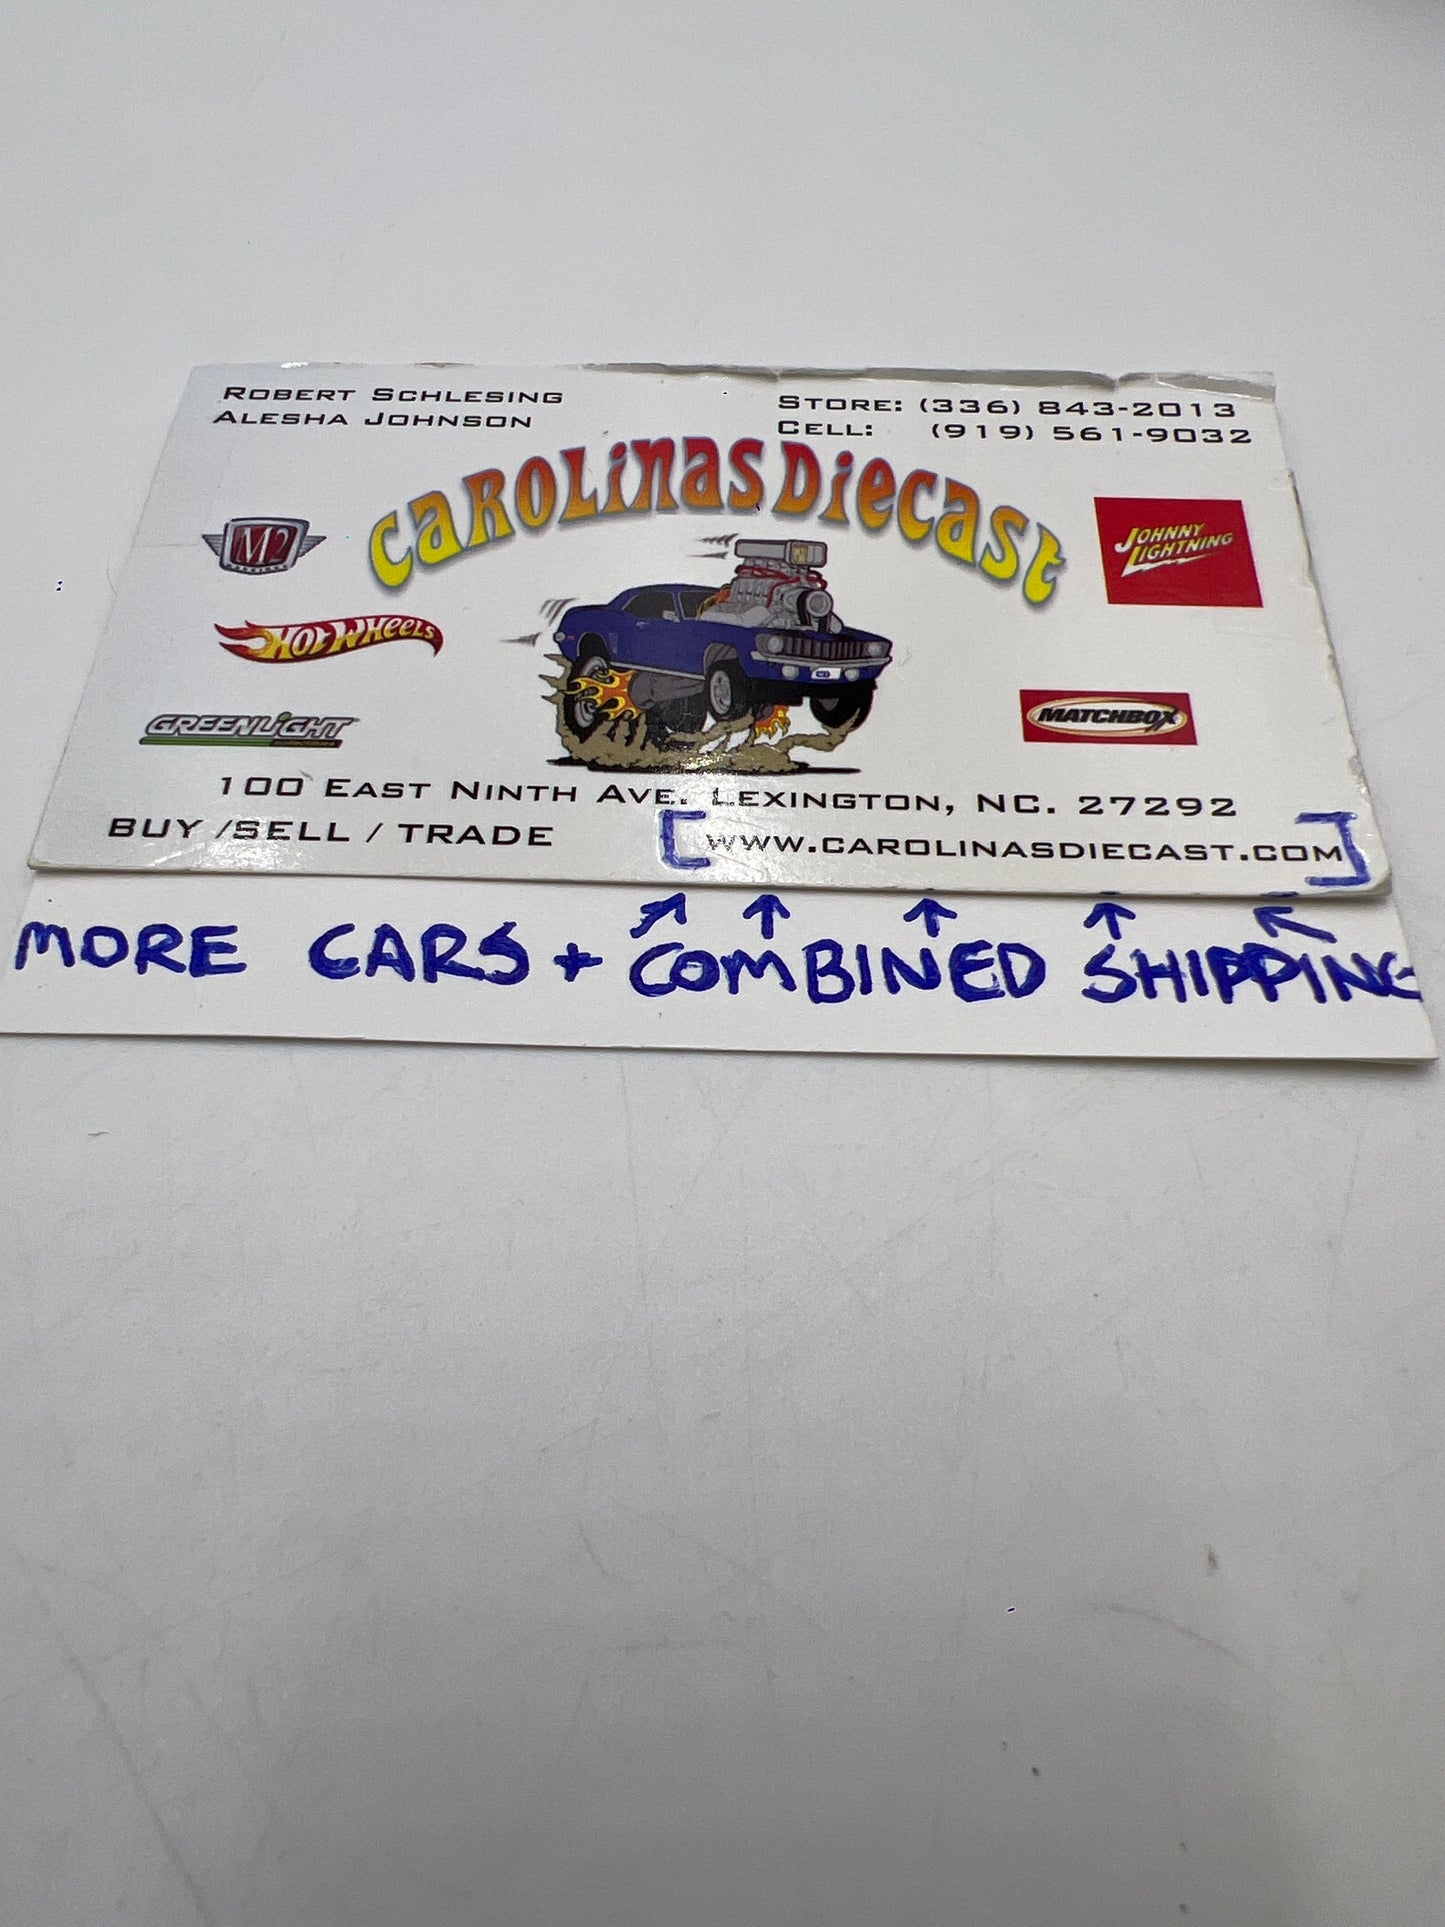 ROBERT SCHLESING
ALESHA JOHNSON
STORE: (336) 843-2013
CELL: (919) 561-9032
CAROLINAS DIECAST
M2
JOHNNY LIGHTNING
HOT WHEELS
GREENLIGHT
MATCHBOX
100 EAST NINTH AVE. LEXINGTON, NC. 27292
BUY /SELL / TRADE
[WWW.CAROLINASDIECAST.COM]
MORE CARS + COMBINED SHIPPING